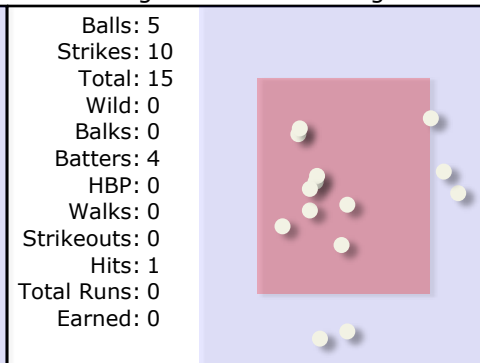 Balls: 5
Strikes: 10
Total: 15
Wild: 0
Balks: 0
Batters: 4
HBP: 0
Walks: 0
Strikeouts: 0
Hits: 1
Total Runs: 0
Earned: 0